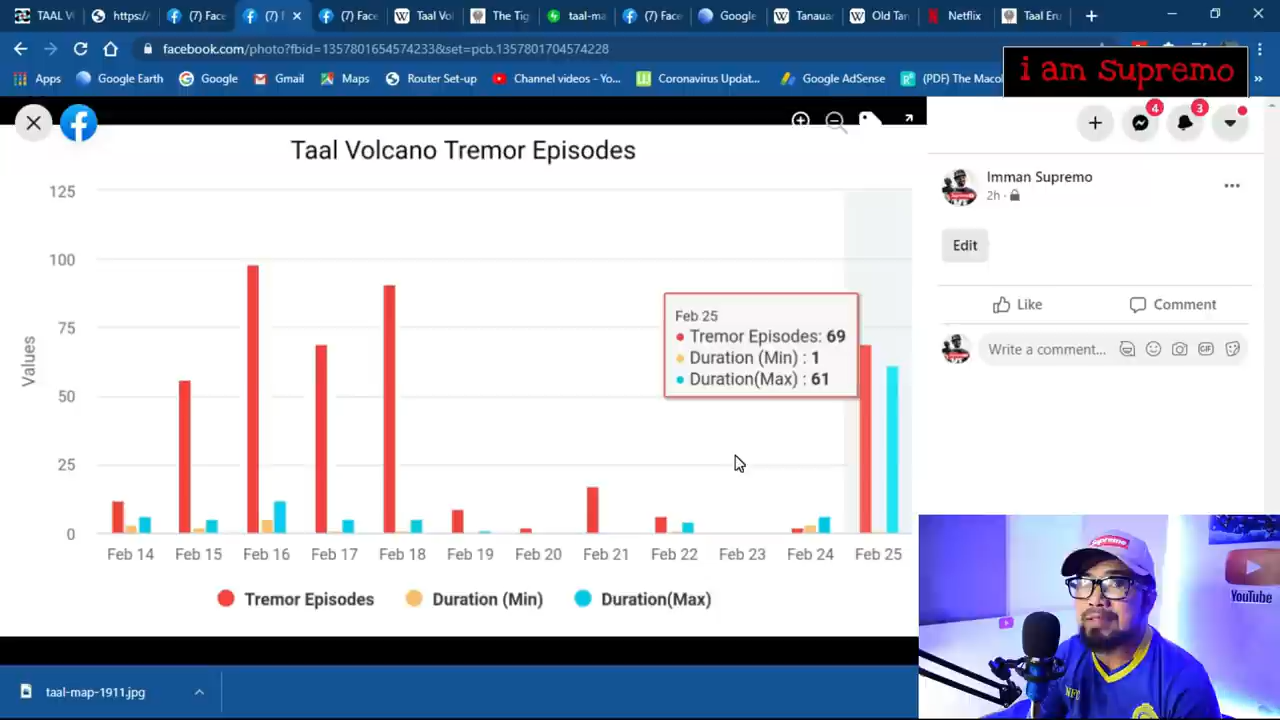 TAAL V
https:/
(7) Face
(7) F
(7) Face
Taal Vol
The Tig
taal-ma
(7) Face
Google
Tanaua
Old Tan
Netflix
Taal Eru
facebook.com/photo?fbid=1357801654574233&set=pcb.1357801704574228
Apps
Google Earth
Google
Gmail
Maps
Router Set-up
Channel videos - Yo...
Coronavirus Updat...
Google AdSense
(PDF) The Maco
i am supremo
Taal Volcano Tremor Episodes
4
3
Imman Supremo
2h
Edit
Like
Comment
Write a comment...
GIF
Values
125
100
75
50
25
0
Feb 25
Tremor Episodes: 69
Duration (Min) : 1
Duration(Max) : 61
Feb 14
Feb 15
Feb 16
Feb 17
Feb 18
Feb 19
Feb 20
Feb 21
Feb 22
Feb 23
Feb 24
Feb 25
Tremor Episodes
Duration (Min)
Duration(Max)
Supreme
YouTube
taal-map-1911.jpg